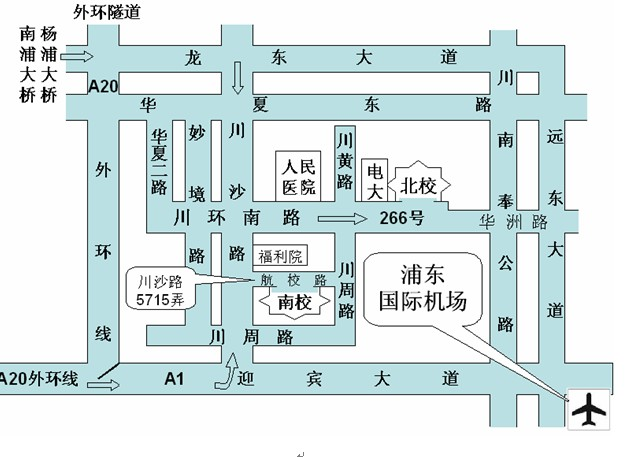 外环隧道
杨浦大桥
南浦大桥
龙东大道
A20
华夏东路
外环线
华夏二路
妙境路
川沙路
人民
医院
川黄路
电大
北校
川南奉公路
远东大道
川环南路
266号
华洲路
福利院
航校路
川沙路
5715弄
南校
川周路
川周路
浦东
国际机场
A20外环线
A1
迎宾大道